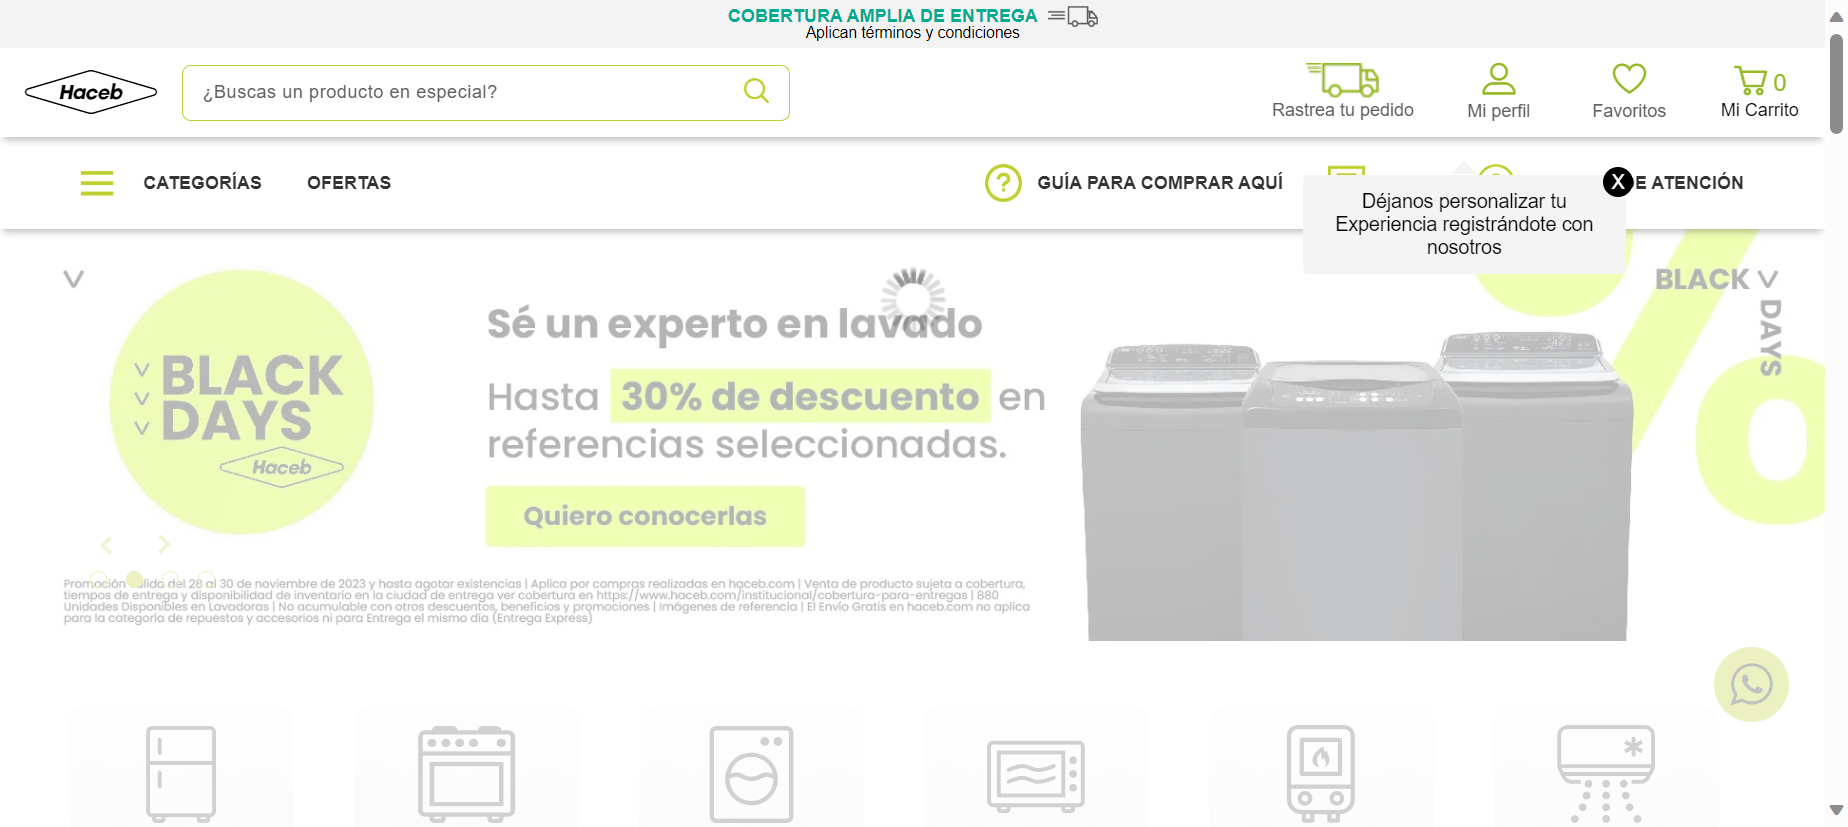 COBERTURA AMPLIA DE ENTREGA
Aplican términos y condiciones
Haceb
¿Buscas un producto en especial?
Rastrea tu pedido
Mi perfil
Favoritos
0
Mi Carrito
CATEGORÍAS
OFERTAS
GUÍA PARA COMPRAR AQUÍ
E ATENCIÓN
X
Déjanos personalizar tu
Experiencia registrándote con
nosotros
BLACK
DAYS
Haceb
Sé un experto en lavado
Hasta 30% de descuento en
referencias seleccionadas.
Quiero conocerlas
BLACK
DAYS
%
Promoción válida del 28 al 30 de noviembre de 2023 y hasta agotar existencias | Aplica por compras realizadas en haceb.com | Venta de producto sujeta a cobertura,
tiempos de entrega y disponibilidad de inventario en la ciudad de entrega ver cobertura en https://www.haceb.com/institucional/cobertura-para-entregas | 880
Unidades Disponibles en Lavadoras | No acumulable con otros descuentos, beneficios y promociones | Imágenes de referencia | El Envío Gratis en haceb.com no aplica
para la categoría de repuestos y accesorios ni para Entrega el mismo día (Entrega Express)